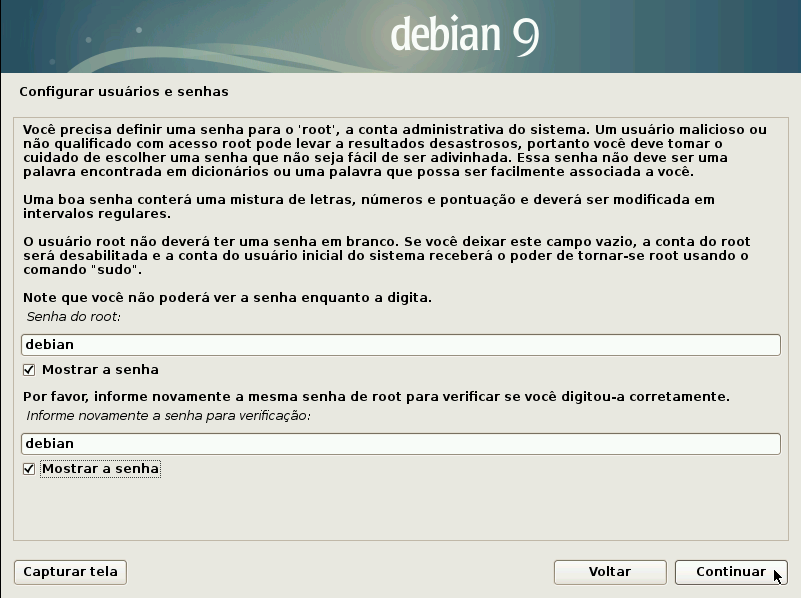 debian 9
Configurar usuários e senhas
Você precisa definir uma senha para o 'root', a conta administrativa do sistema. Um usuário malicioso ou
não qualificado com acesso root pode levar a resultados desastrosos, portanto você deve tomar o
cuidado de escolher uma senha que não seja fácil de ser adivinhada. Essa senha não deve ser uma
palavra encontrada em dicionários ou uma palavra que possa ser facilmente associada a você.
Uma boa senha conterá uma mistura de letras, números e pontuação e deverá ser modificada em
intervalos regulares.
O usuário root não deverá ter uma senha em branco. Se você deixar este campo vazio, a conta do root
será desabilitada e a conta do usuário inicial do sistema receberá o poder de tornar-se root usando o
comando "sudo".
Note que você não poderá ver a senha enquanto a digita.
Senha do root:
debian
Mostrar a senha
Por favor, informe novamente a mesma senha de root para verificar se você digitou-a corretamente.
Informe novamente a senha para verificação:
debian
Mostrar a senha
Capturar tela
Voltar
Continuar